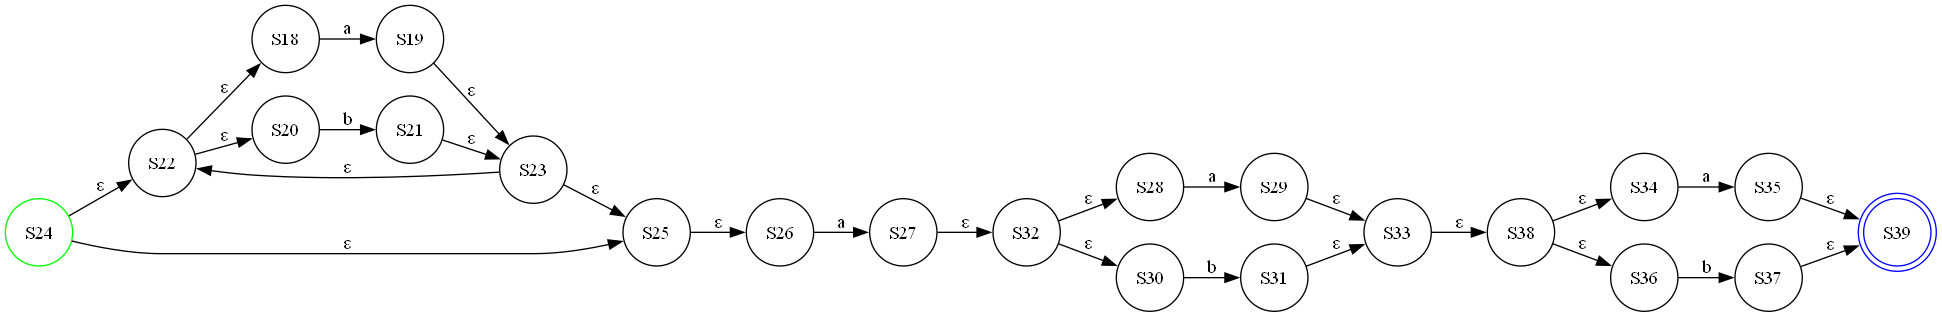 S18 a S19
ε ε
S20 b S21
ε ε
S22 ε S23
ε ε
S28 a S29 S34 a S35
ε ε ε ε
S24 ε S25 ε S26 a S27 ε S32 S33 ε S38 S39
ε ε ε ε
S30 b S31 S36 b S37